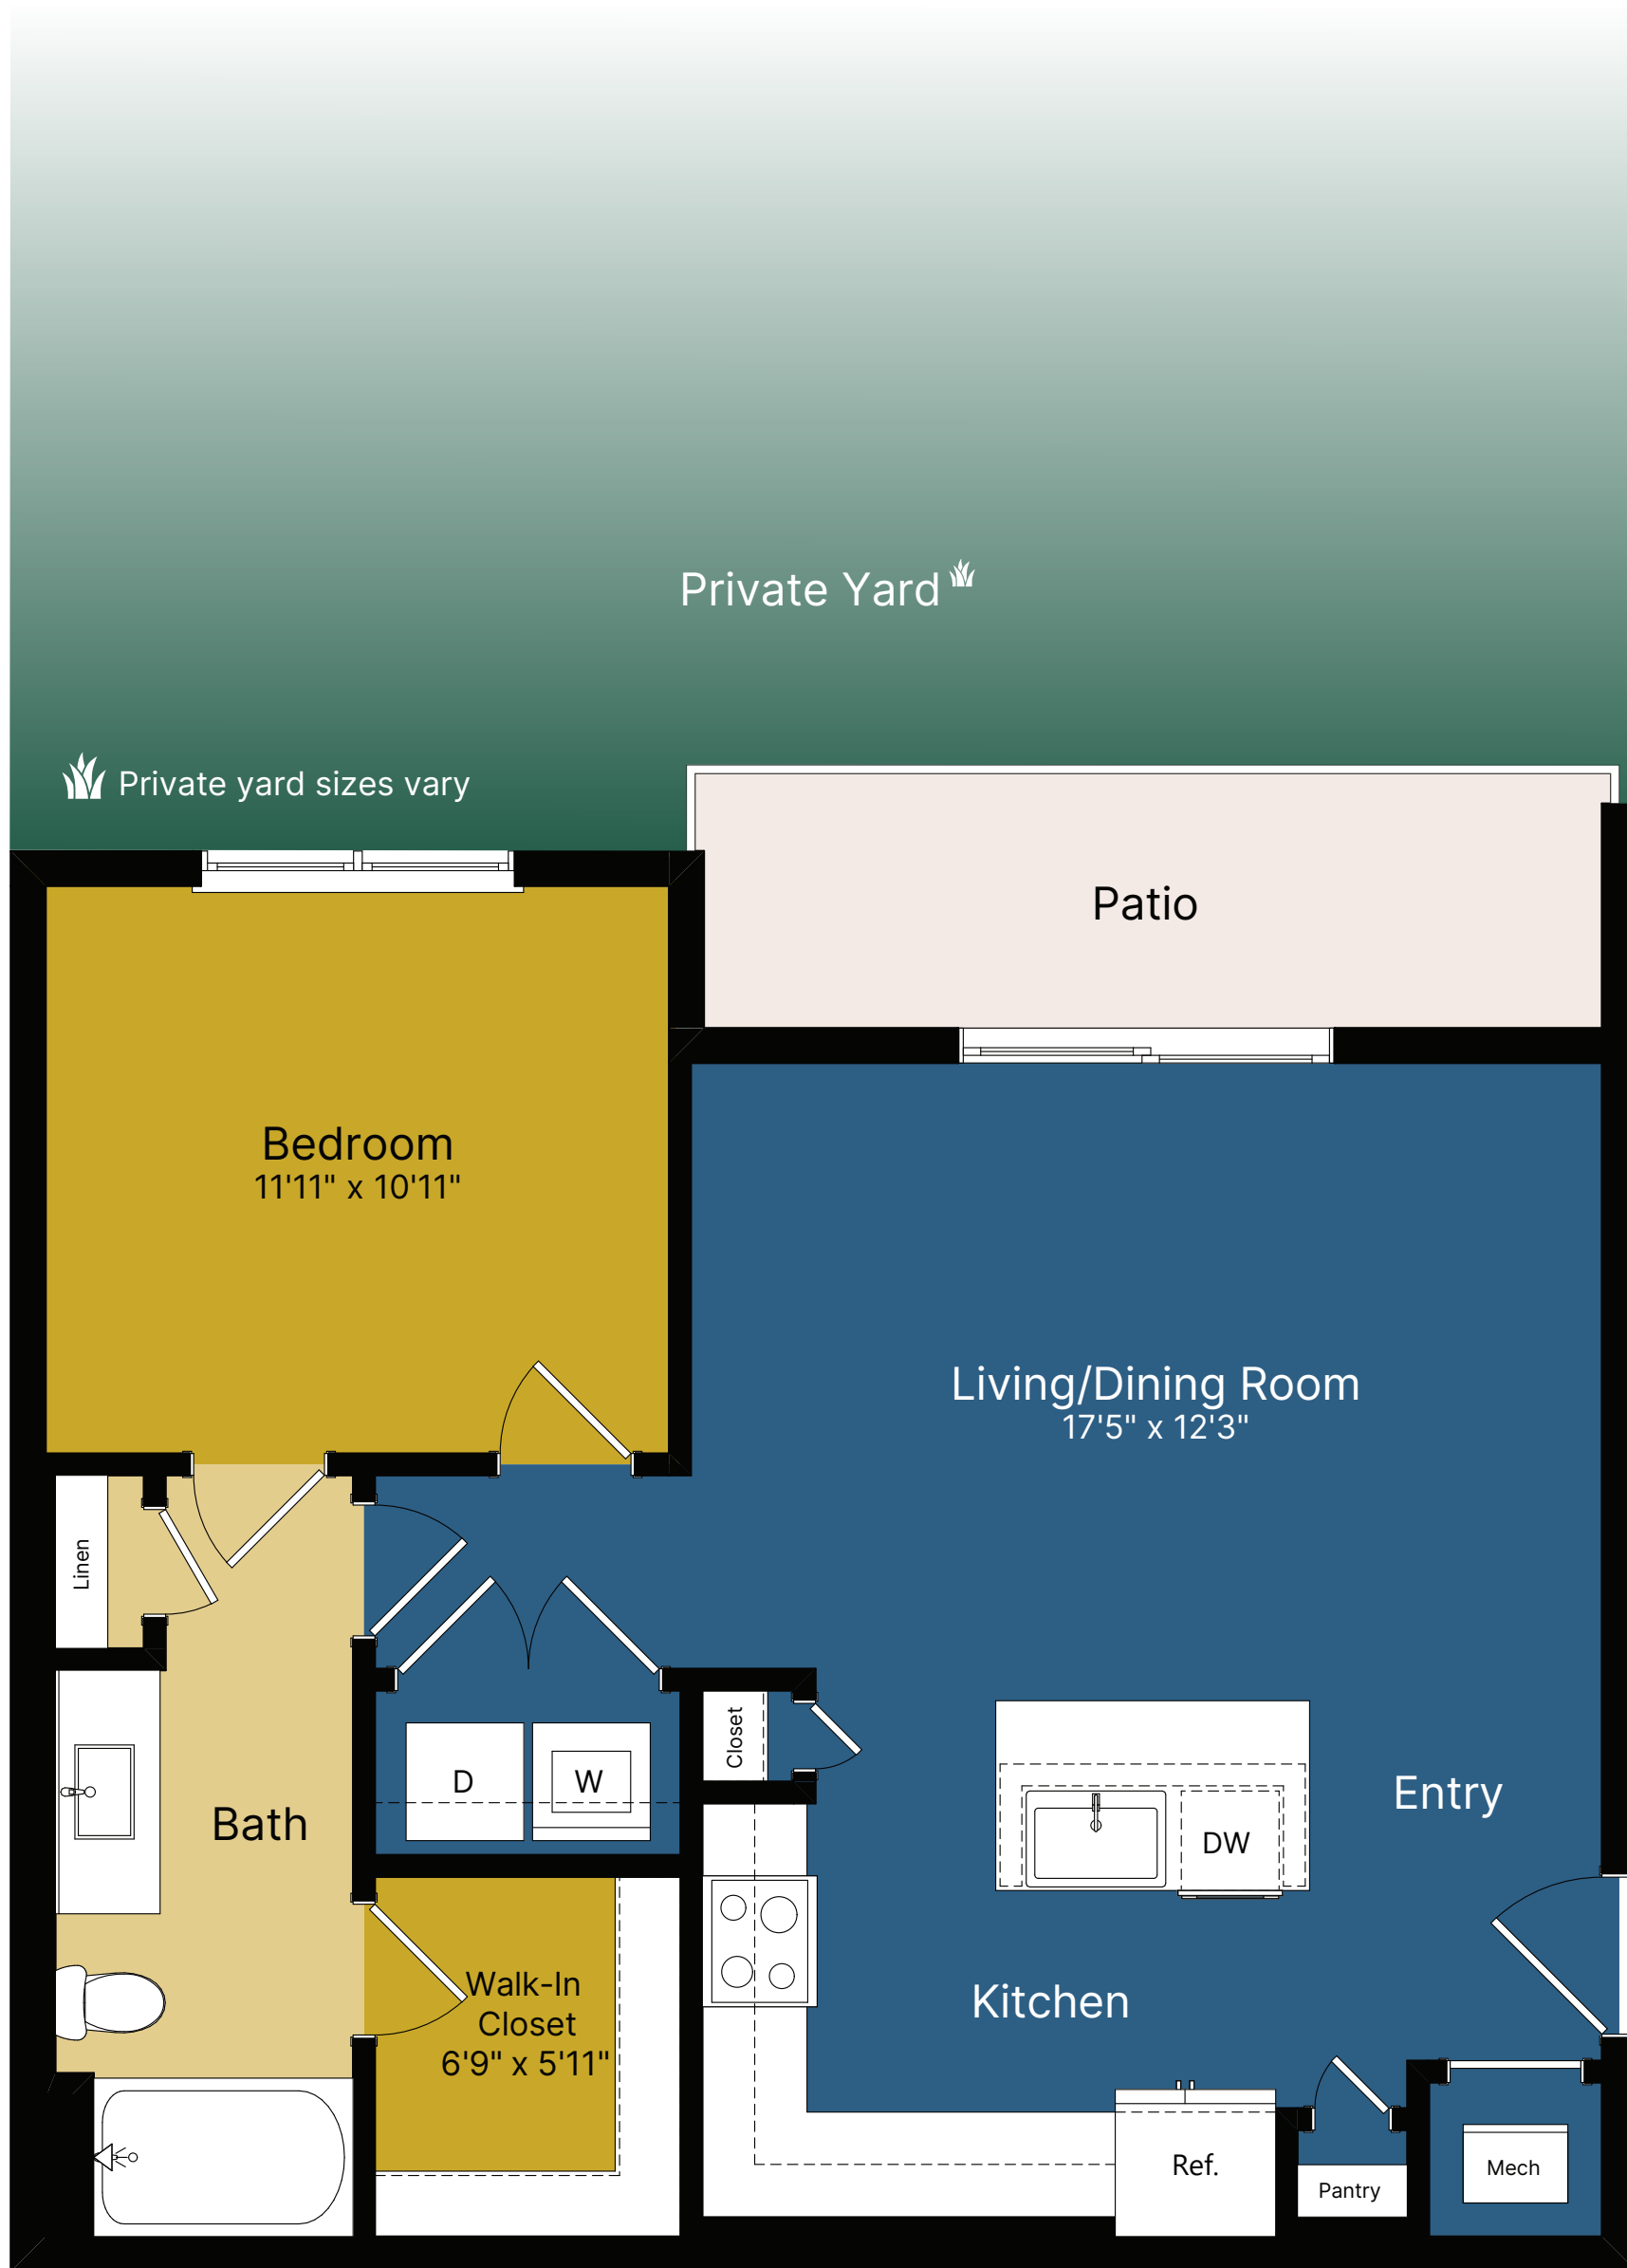 Private Yard
Private yard sizes vary
Patio
Bedroom
11'11" x 10'11"
Living/Dining Room
17'5" x 12'3"
Linen
Closet
D
W
Entry
Bath
DW
Walk-In
Closet
6'9" x 5'11"
Kitchen
Ref.
Mech
Pantry